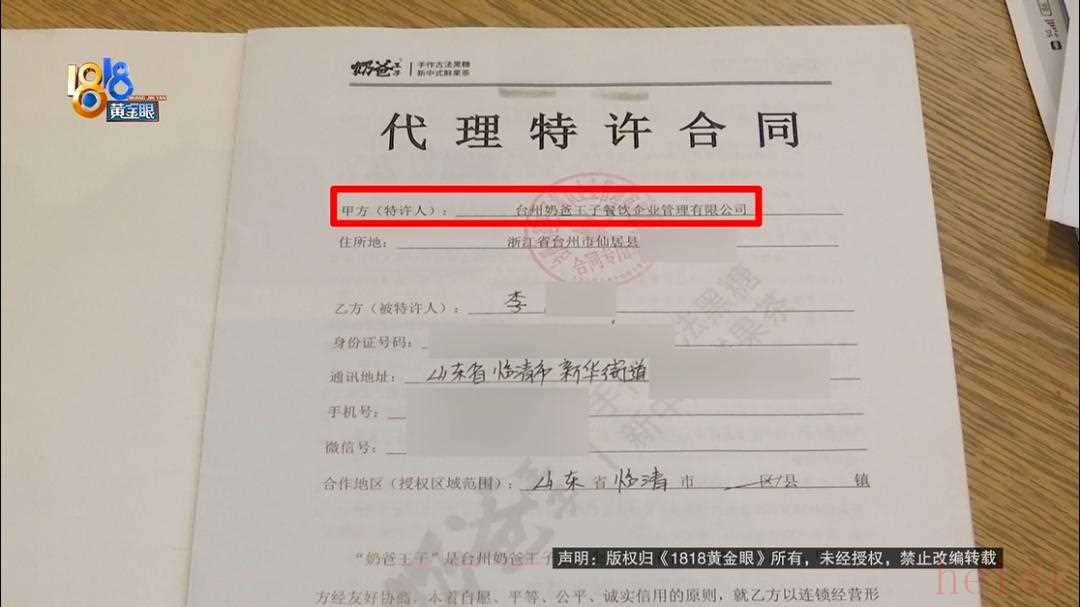 1818
黄金眼
奶爸王子
手作古法黑糖
新中式鲜果茶
代理特许合同
甲方(特许人): 台州奶爸王子餐饮企业管理有限公司
住所地: 浙江省台州市仙居县
合同专用章
乙方(被特许人): 李
身份证号码:
通讯地址: 山东省临清市新华街道
手机号:
微信号:
合作地区(授权区域范围): 山东省临清市 区/县 镇
“奶爸王子”是台州奶爸王子
声明:版权归《1818黄金眼》所有,未经授权,禁止改编转载
方经友好协商,本着自愿、平等、公平、诚实信用的原则,就乙方以连锁经营形
heisi